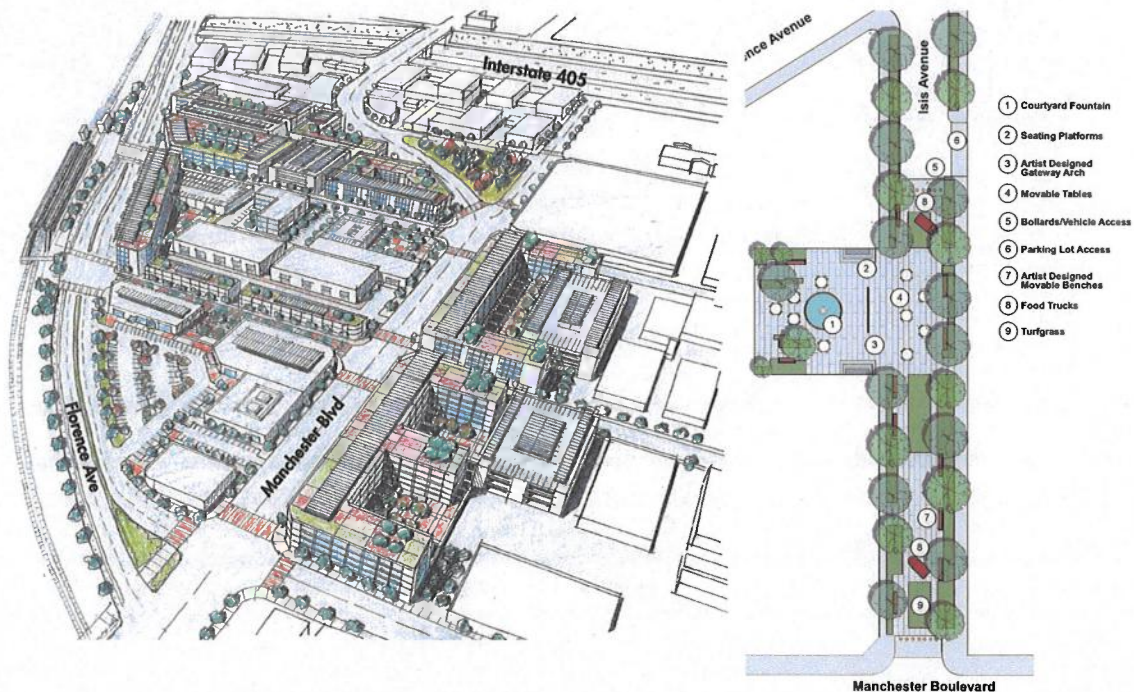 Interstate 405
Florence Ave
Manchester Blvd
nce Avenue
Isis Avenue
6
5
8
2
4
1
3
7
8
9
Manchester Boulevard
1 Courtyard Fountain
2 Seating Platforms
3 Artist Designed
Gateway Arch
4 Movable Tables
5 Bollards/Vehicle Access
6 Parking Lot Access
7 Artist Designed
Movable Benches
8 Food Trucks
9 Turfgrass